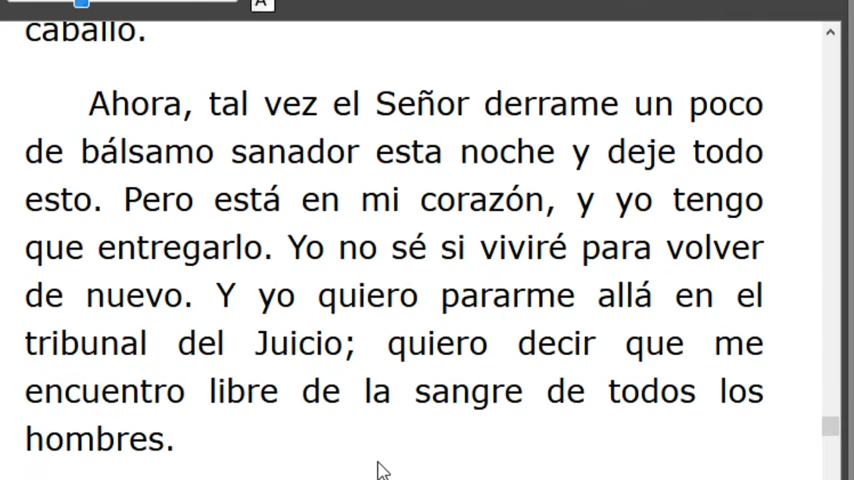 caballo.
Ahora, tal vez el Señor derrame un poco
de bálsamo sanador esta noche y deje todo
esto. Pero está en mi corazón, y yo tengo
que entregarlo. Yo no sé si viviré para volver
de nuevo. Y yo quiero pararme allá en el
tribunal del Juicio; quiero decir que me
encuentro libre de la sangre de todos los
hombres.